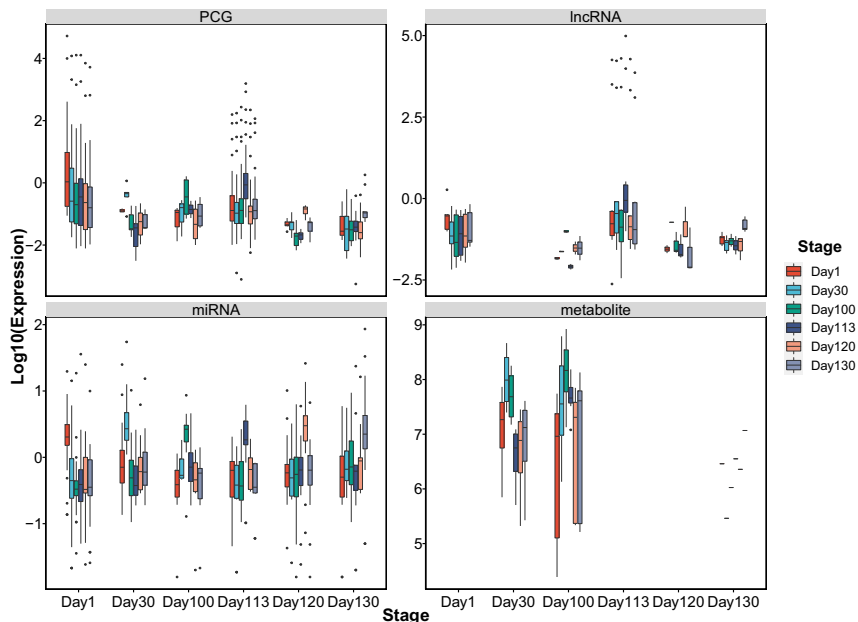 PCG
lncRNA
4
2
0
−2
5.0
2.5
0.0
−2.5
miRNA
metabolite
2
1
0
−1
9
8
7
6
5
Log10(Expression)
Day1 Day30 Day100 Day113 Day120 Day130
Day1 Day30 Day100 Day113 Day120 Day130
Stage
Stage
Day1
Day30
Day100
Day113
Day120
Day130